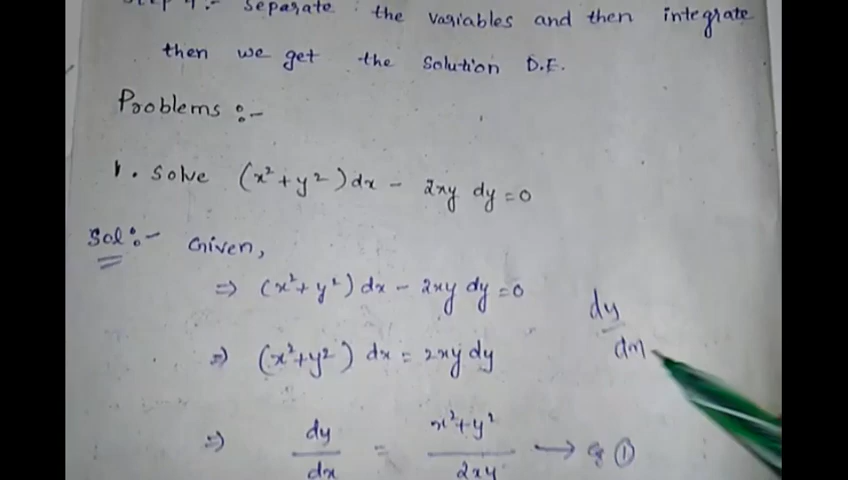 Step 4:- Separate the variables and then integrate
then we get the Solution D.E.
Problems :-
1. Solve (x²+y²)dx - 2xy dy=0
Sol:- Given,
⇒ (x²+y²)dx - 2xy dy=0
⇒ (x²+y²) dx = 2xy dy
dy
dx
⇒ dy/dx = x²+y²/2xy → eq ①